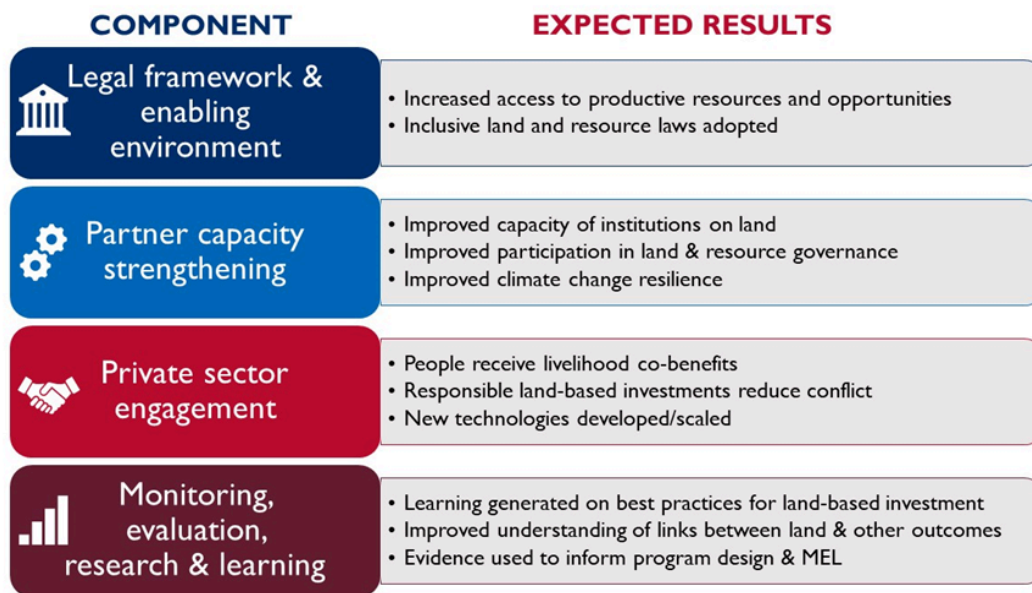 COMPONENT
EXPECTED RESULTS
Legal framework &
enabling
environment
• Increased access to productive resources and opportunities
• Inclusive land and resource laws adopted
Partner capacity
strengthening
• Improved capacity of institutions on land
• Improved participation in land & resource governance
• Improved climate change resilience
Private sector
engagement
• People receive livelihood co-benefits
• Responsible land-based investments reduce conflict
• New technologies developed/scaled
Monitoring,
evaluation,
research & learning
• Learning generated on best practices for land-based investment
• Improved understanding of links between land & other outcomes
• Evidence used to inform program design & MEL